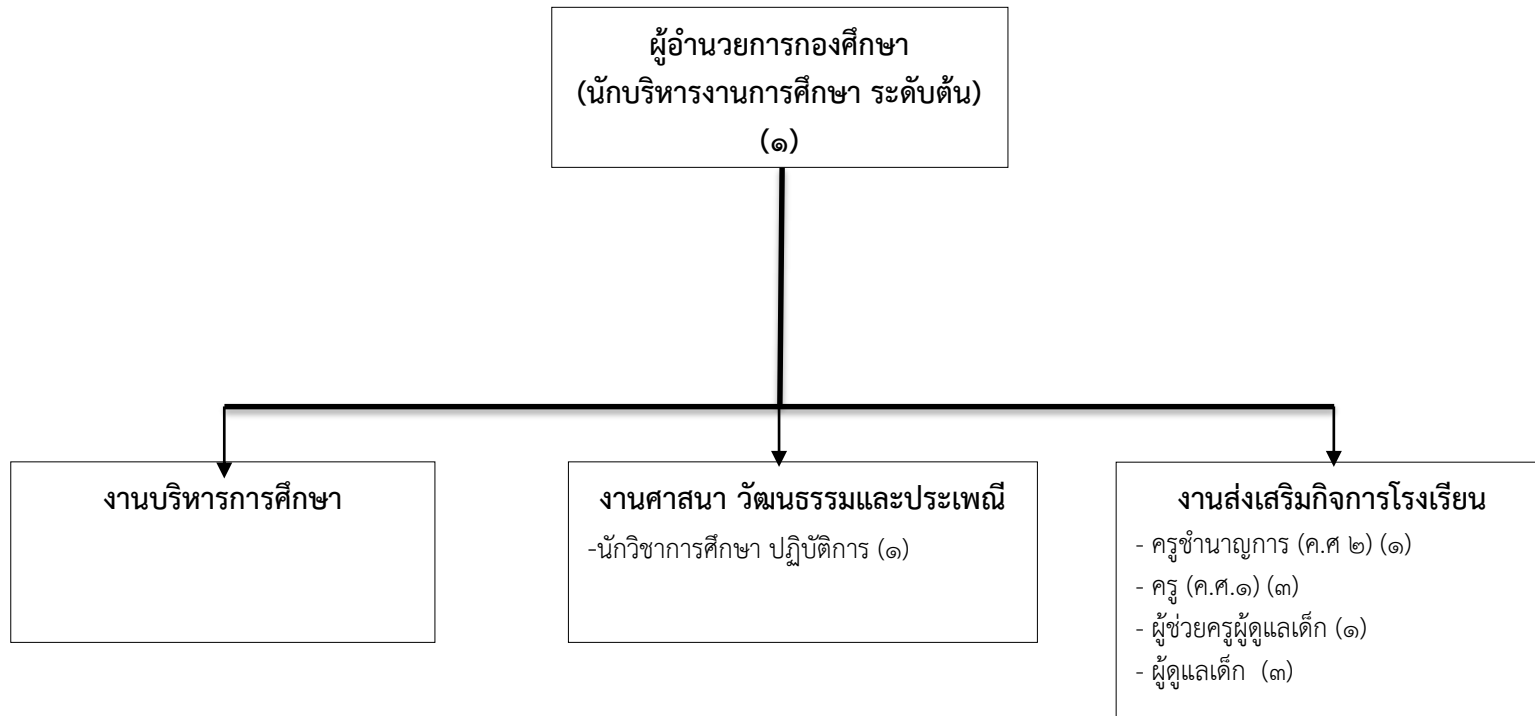 ผู้อำนวยการกองศึกษา
(นักบริหารงานการศึกษา ระดับต้น)
(๑)
งานบริหารการศึกษา
งานศาสนา วัฒนธรรมและประเพณี
-นักวิชาการศึกษา ปฏิบัติการ (๑)
งานส่งเสริมกิจการโรงเรียน
- ครูชำนาญการ (ค.ศ ๒) (๑)
- ครู (ค.ศ.๑) (๓)
- ผู้ช่วยครูผู้ดูแลเด็ก (๑)
- ผู้ดูแลเด็ก (๓)